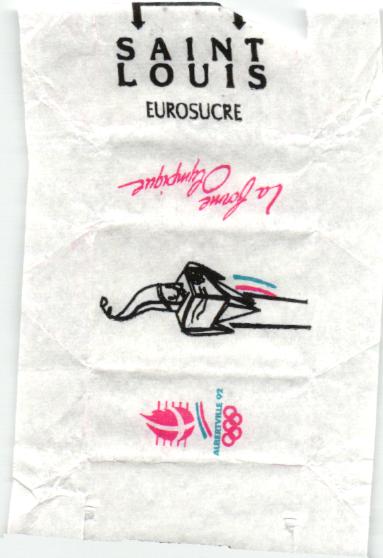 SAINT
LOUIS
EUROSUCRE
La forme
Olympique
ALBERTVILLE 92